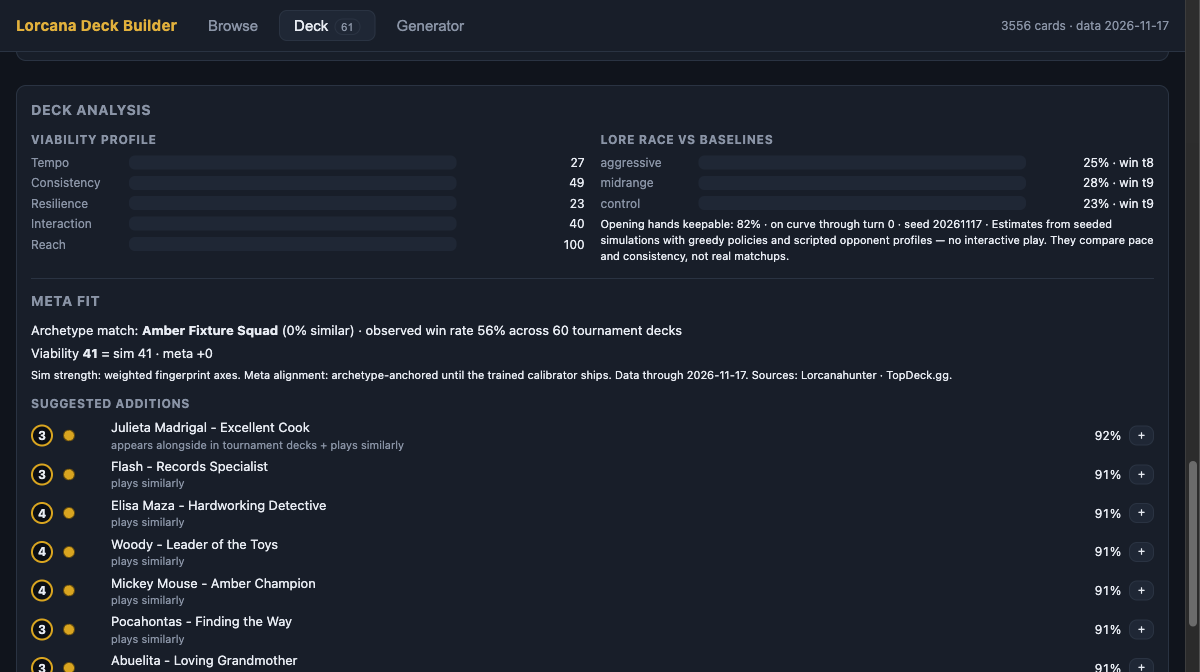 Lorcana Deck Builder Browse Deck 61 Generator 3556 cards · data 2026-11-17
DECK ANALYSIS
VIABILITY PROFILE
Tempo 27
Consistency 49
Resilience 23
Interaction 40
Reach 100
LORE RACE VS BASELINES
aggressive 25% · win t8
midrange 28% · win t9
control 23% · win t9
Opening hands keepable: 82% · on curve through turn 0 · seed 20261117 · Estimates from seeded
simulations with greedy policies and scripted opponent profiles — no interactive play. They compare pace
and consistency, not real matchups.
META FIT
Archetype match: Amber Fixture Squad (0% similar) · observed win rate 56% across 60 tournament decks
Viability 41 = sim 41 · meta +0
Sim strength: weighted fingerprint axes. Meta alignment: archetype-anchored until the trained calibrator ships. Data through 2026-11-17. Sources: Lorcanahunter · TopDeck.gg.
SUGGESTED ADDITIONS
3 Julieta Madrigal - Excellent Cook 92% +
appears alongside in tournament decks + plays similarly
3 Flash - Records Specialist 91% +
plays similarly
4 Elisa Maza - Hardworking Detective 91% +
plays similarly
4 Woody - Leader of the Toys 91% +
plays similarly
4 Mickey Mouse - Amber Champion 91% +
plays similarly
3 Pocahontas - Finding the Way 91% +
plays similarly
3 Abuelita - Loving Grandmother 91% +